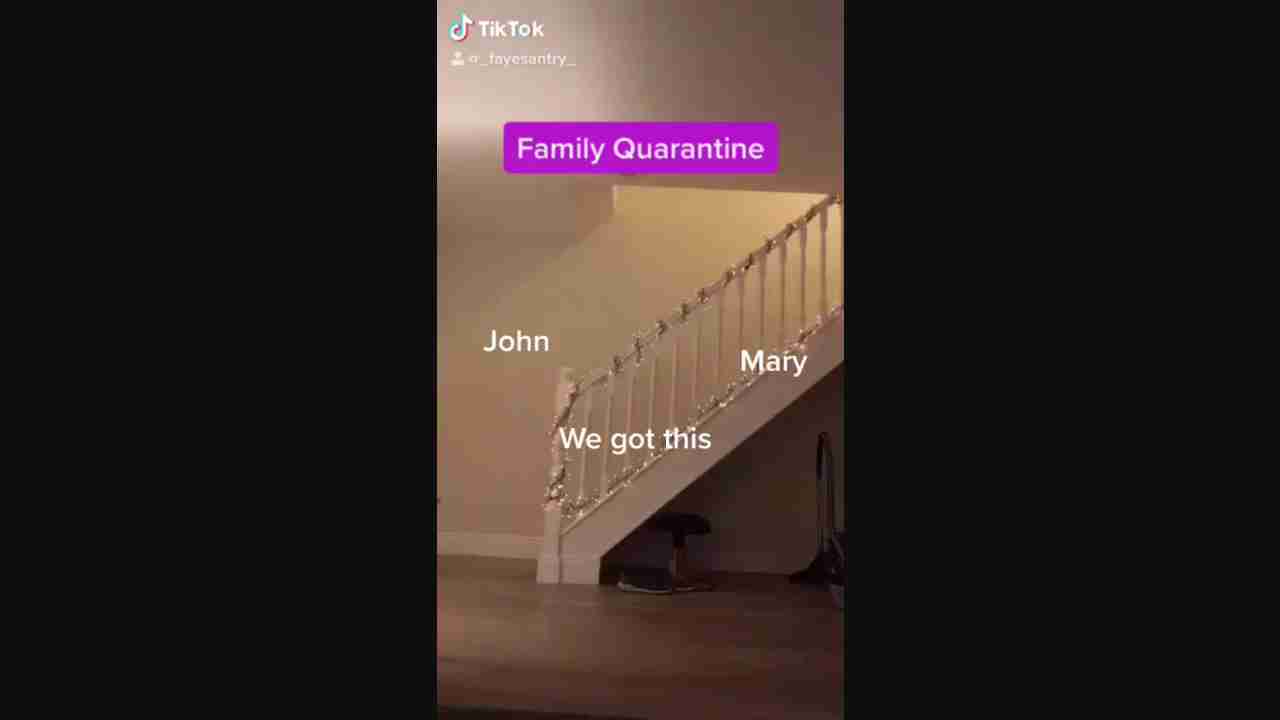 TikTok
@_fayesantry_
Family Quarantine
John
Mary
We got this